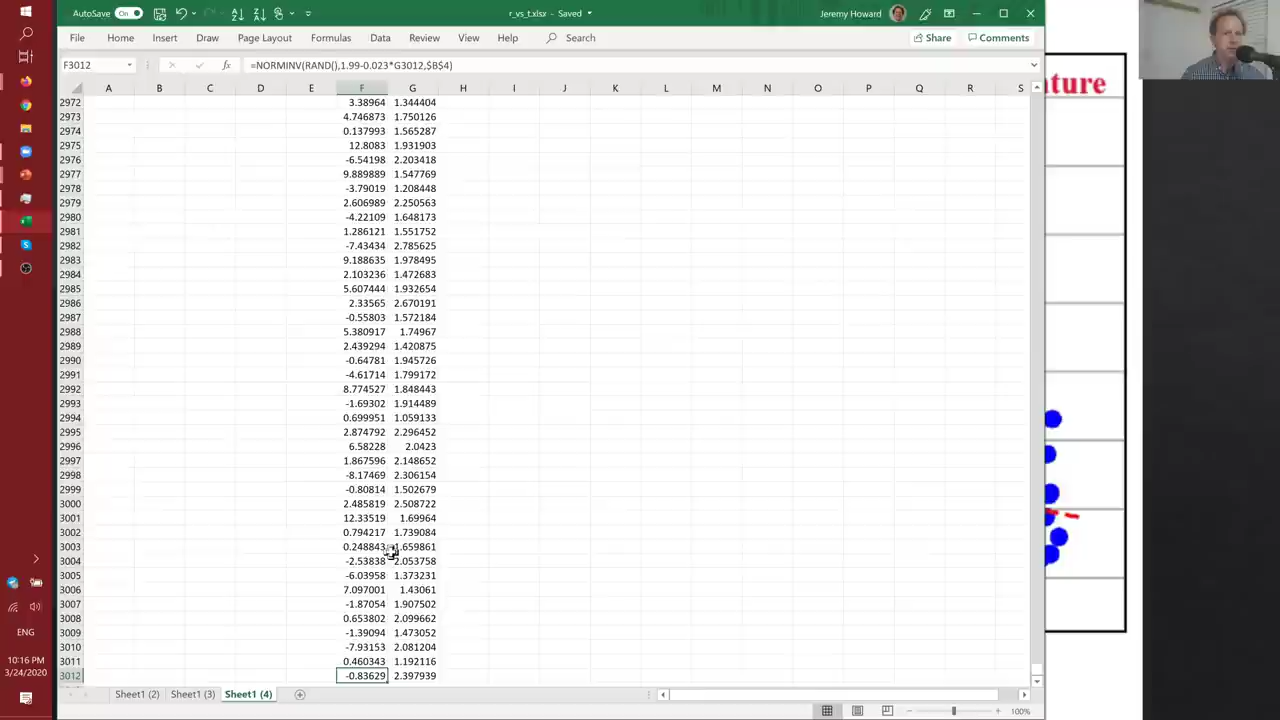 AutoSave On r_vs_t.xlsx - Saved Jeremy Howard
File Home Insert Draw Page Layout Formulas Data Review View Help Search Share Comments
F3012 fx =NORMINV(RAND(),1.99-0.023*G3012,$B$4)
A B C D E F G H I J K L M N O P Q R S
2972 3.38964 1.344404
2973 4.746873 1.750126
2974 0.137993 1.565287
2975 12.8083 1.931903
2976 -6.54198 2.203418
2977 9.889889 1.547769
2978 -3.79019 1.208448
2979 2.606989 2.250563
2980 -4.22109 1.648173
2981 1.286121 1.551752
2982 -7.43434 2.785625
2983 9.188635 1.978495
2984 2.103236 1.472683
2985 5.607444 1.932654
2986 2.33565 2.670191
2987 -0.55803 1.572184
2988 5.380917 1.74967
2989 2.439294 1.420875
2990 -0.64781 1.945726
2991 -4.61714 1.799172
2992 8.774527 1.848443
2993 -1.69302 1.914489
2994 0.699951 1.059133
2995 2.874792 2.296452
2996 6.58228 2.0423
2997 1.867596 2.148652
2998 -8.17469 2.306154
2999 -0.80814 1.502679
3000 2.485819 2.508722
3001 12.33519 1.69964
3002 0.794217 1.739084
3003 0.248843 1.659861
3004 -2.53838 2.053758
3005 -6.03958 1.373231
3006 7.097001 1.43061
3007 -1.87054 1.907502
3008 0.653802 2.099662
3009 -1.39094 1.473052
3010 -7.93153 2.081204
3011 0.460343 1.192116
3012 -0.83629 2.397939
Sheet1 (2) Sheet1 (3) Sheet1 (4)
100%
ature
ENG
10:16 PM
3/24/2020